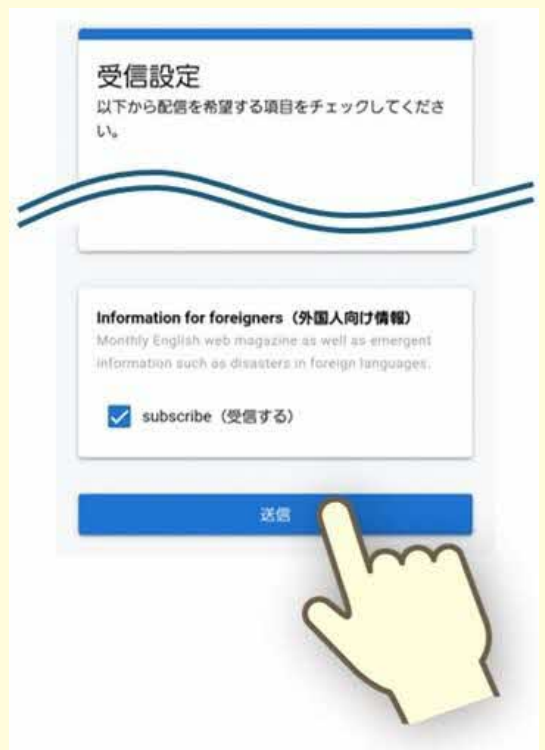 受信設定
以下から配信を希望する項目をチェックしてくださ
い。
Information for foreigners（外国人向け情報）
Monthly English web magazine as well as emergent
information such as disasters in foreign languages.
subscribe（受信する）
送信